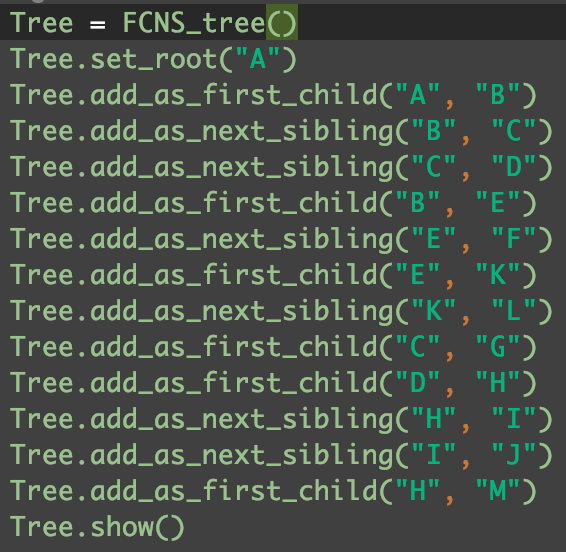 Tree = FCNS_tree()
Tree.set_root("A")
Tree.add_as_first_child("A", "B")
Tree.add_as_next_sibling("B", "C")
Tree.add_as_next_sibling("C", "D")
Tree.add_as_first_child("B", "E")
Tree.add_as_next_sibling("E", "F")
Tree.add_as_first_child("E", "K")
Tree.add_as_next_sibling("K", "L")
Tree.add_as_first_child("C", "G")
Tree.add_as_first_child("D", "H")
Tree.add_as_next_sibling("H", "I")
Tree.add_as_next_sibling("I", "J")
Tree.add_as_first_child("H", "M")
Tree.show()